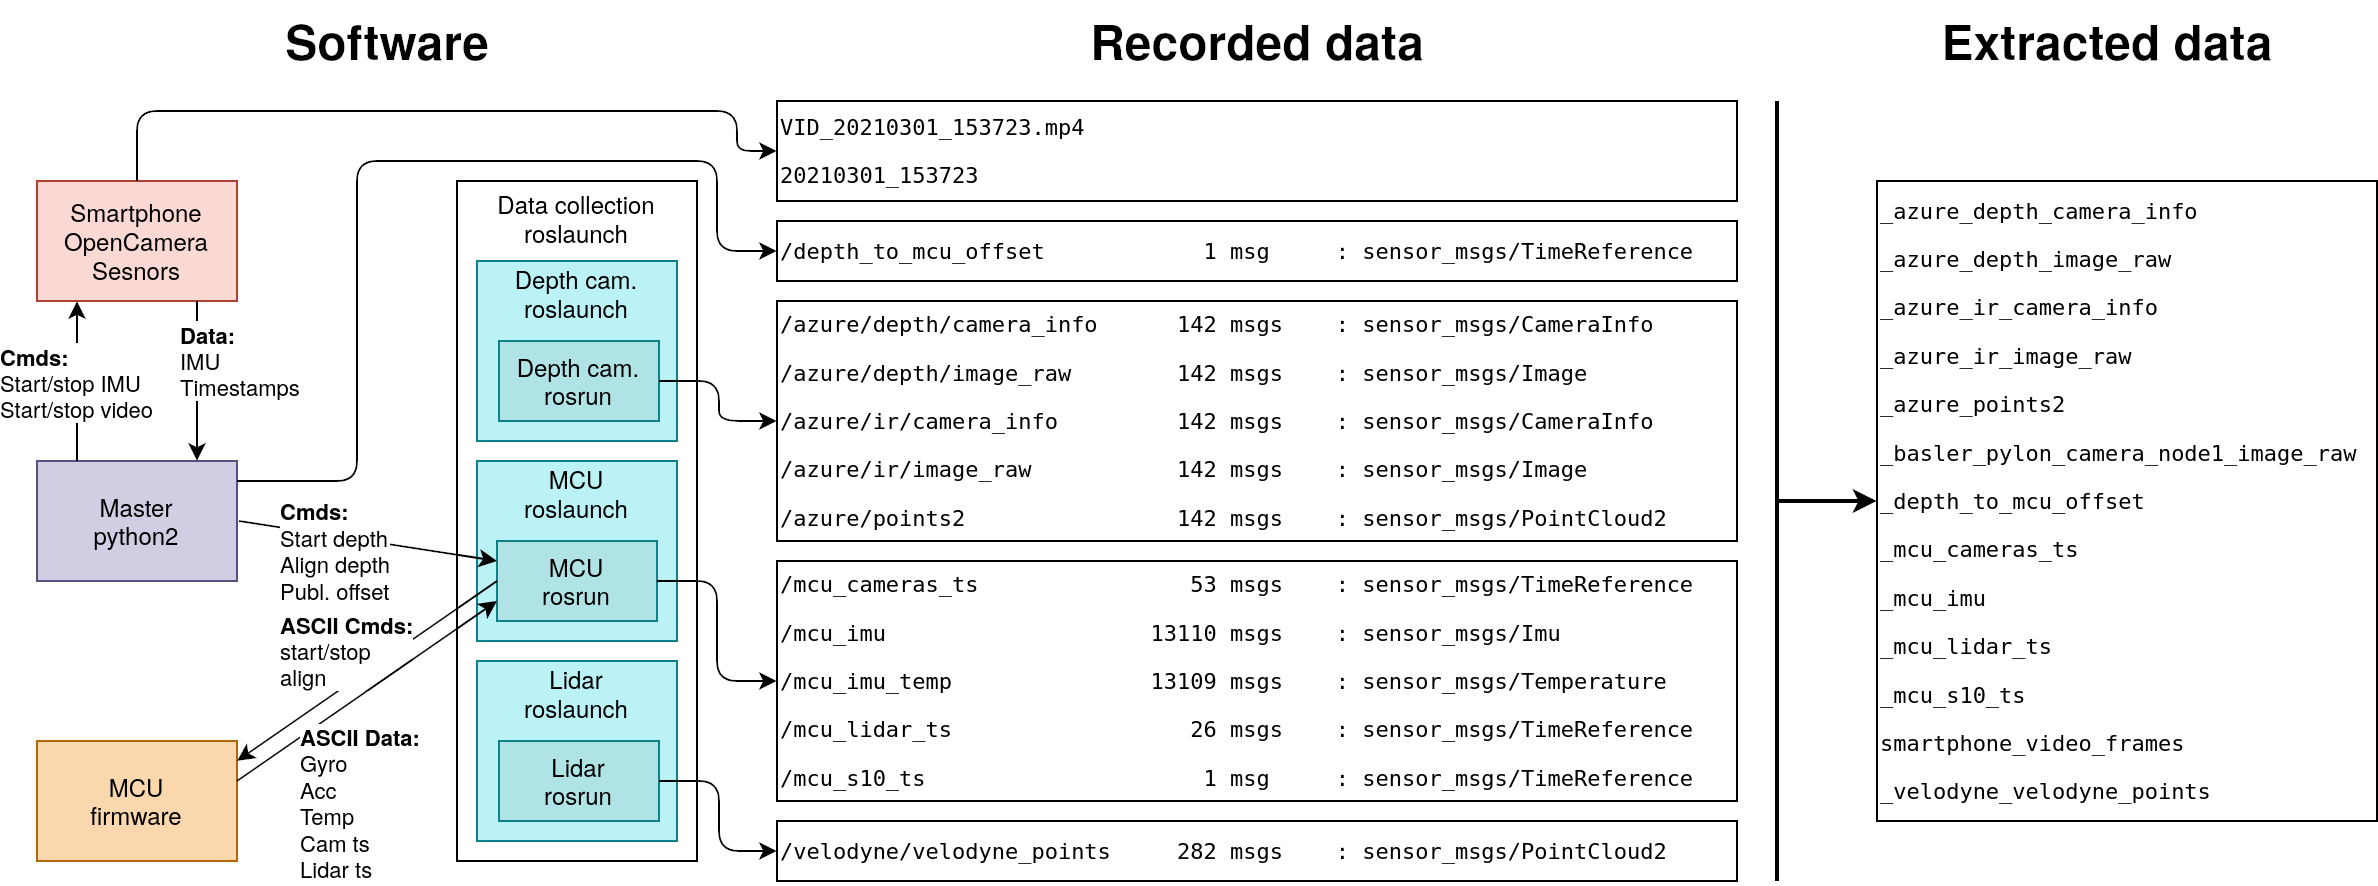 Software
Recorded data
Extracted data
Smartphone
OpenCamera
Sesnors
Cmds:
Start/stop IMU
Start/stop video
Data:
IMU
Timestamps
Master
python2
Cmds:
Start depth
Align depth
Publ. offset
ASCII Cmds:
start/stop
align
MCU
firmware
ASCII Data:
Gyro
Acc
Temp
Cam ts
Lidar ts
Data collection
roslaunch
Depth cam.
roslaunch
Depth cam.
rosrun
MCU
roslaunch
MCU
rosrun
Lidar
roslaunch
Lidar
rosrun
VID_20210301_153723.mp4
20210301_153723
/depth_to_mcu_offset 1 msg : sensor_msgs/TimeReference
/azure/depth/camera_info 142 msgs : sensor_msgs/CameraInfo
/azure/depth/image_raw 142 msgs : sensor_msgs/Image
/azure/ir/camera_info 142 msgs : sensor_msgs/CameraInfo
/azure/ir/image_raw 142 msgs : sensor_msgs/Image
/azure/points2 142 msgs : sensor_msgs/PointCloud2
/mcu_cameras_ts 53 msgs : sensor_msgs/TimeReference
/mcu_imu 13110 msgs : sensor_msgs/Imu
/mcu_imu_temp 13109 msgs : sensor_msgs/Temperature
/mcu_lidar_ts 26 msgs : sensor_msgs/TimeReference
/mcu_s10_ts 1 msg : sensor_msgs/TimeReference
/velodyne/velodyne_points 282 msgs : sensor_msgs/PointCloud2
_azure_depth_camera_info
_azure_depth_image_raw
_azure_ir_camera_info
_azure_ir_image_raw
_azure_points2
_basler_pylon_camera_node1_image_raw
_depth_to_mcu_offset
_mcu_cameras_ts
_mcu_imu
_mcu_lidar_ts
_mcu_s10_ts
smartphone_video_frames
_velodyne_velodyne_points